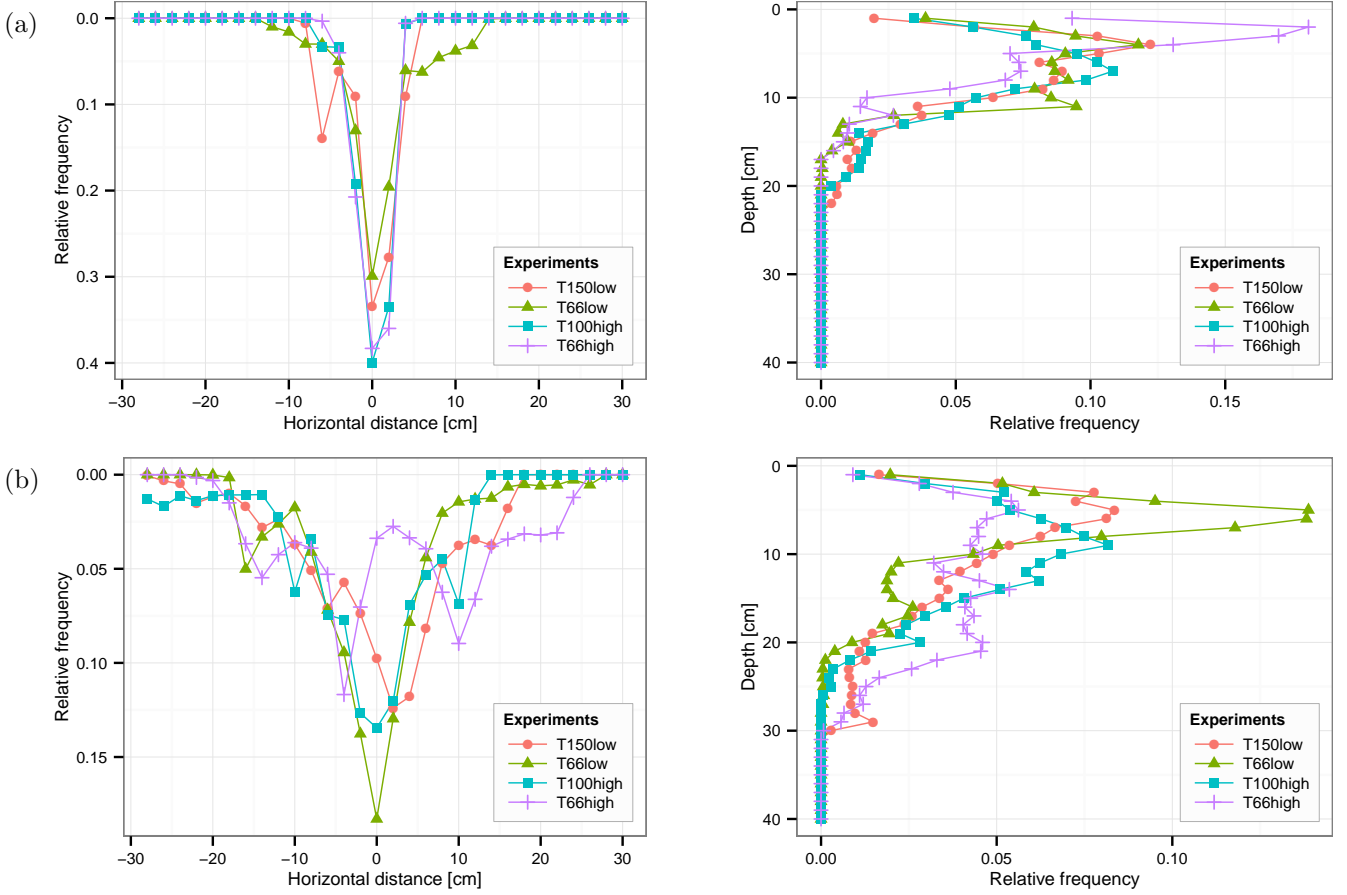 (a)
0.0
0.1
0.2
0.3
0.4
Relative frequency
−30
−20
−10
0
10
20
30
Horizontal distance [cm]
Experiments
T150low
T66low
T100high
T66high
0
10
20
30
40
Depth [cm]
0.00
0.05
0.10
0.15
Relative frequency
Experiments
T150low
T66low
T100high
T66high
(b)
0.00
0.05
0.10
0.15
Relative frequency
−30
−20
−10
0
10
20
30
Horizontal distance [cm]
Experiments
T150low
T66low
T100high
T66high
0
10
20
30
40
Depth [cm]
0.00
0.05
0.10
Relative frequency
Experiments
T150low
T66low
T100high
T66high